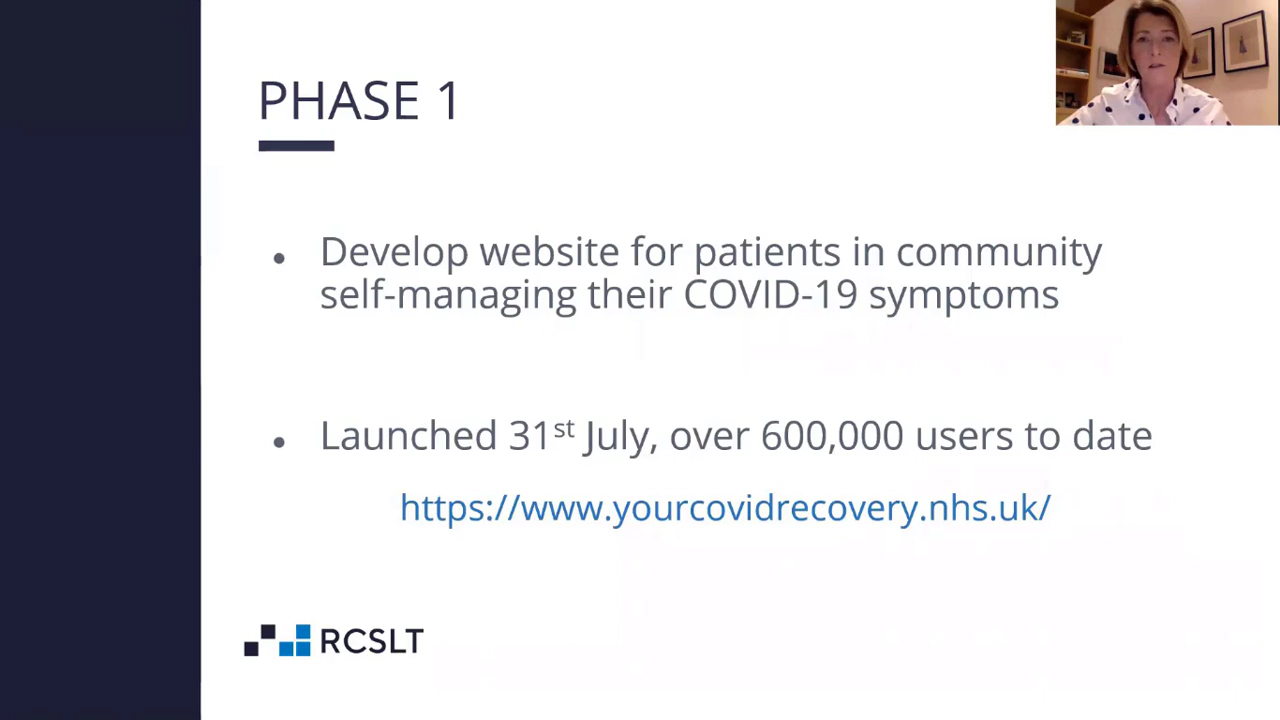 PHASE 1
• Develop website for patients in community
self-managing their COVID-19 symptoms
• Launched 31st July, over 600,000 users to date
https://www.yourcovidrecovery.nhs.uk/
RCSLT